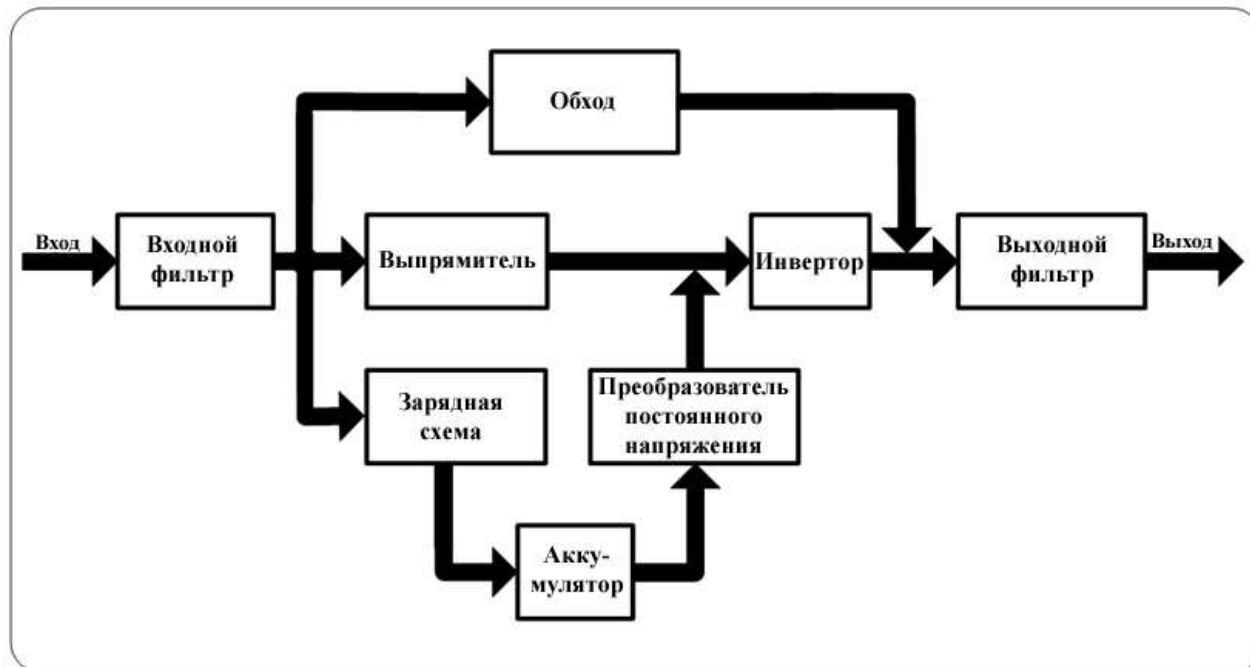 Обход
Вход
Входной
фильтр
Выпрямитель
Инвертор
Выходной
фильтр
Выход
Зарядная
схема
Преобразователь
постоянного
напряжения
Акку-
мулятор